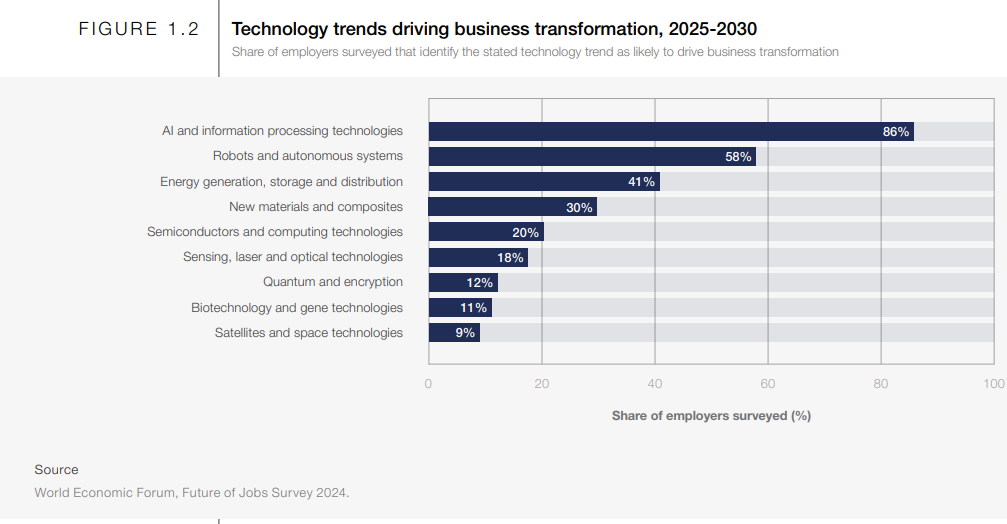 FIGURE 1.2
Technology trends driving business transformation, 2025-2030
Share of employers surveyed that identify the stated technology trend as likely to drive business transformation
AI and information processing technologies 86%
Robots and autonomous systems 58%
Energy generation, storage and distribution 41%
New materials and composites 30%
Semiconductors and computing technologies 20%
Sensing, laser and optical technologies 18%
Quantum and encryption 12%
Biotechnology and gene technologies 11%
Satellites and space technologies 9%
0 20 40 60 80 100
Share of employers surveyed (%)
Source
World Economic Forum, Future of Jobs Survey 2024.